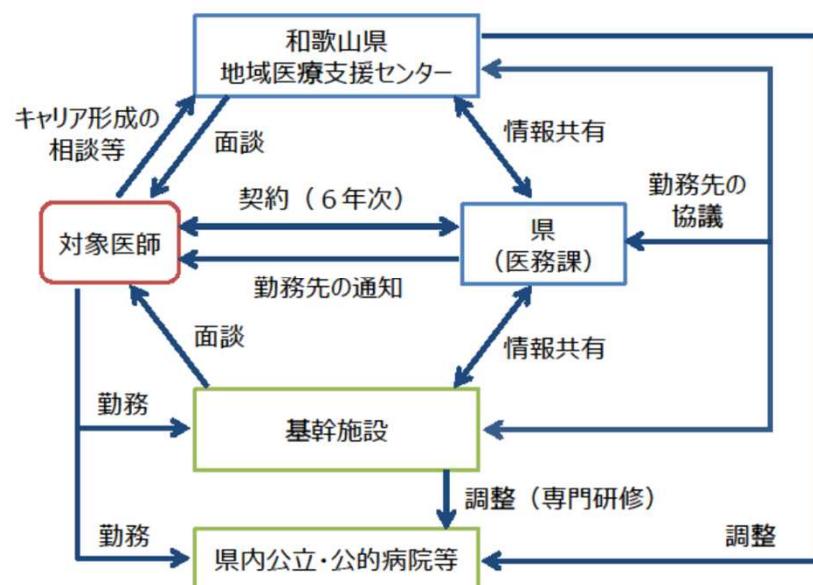 和歌山県
地域医療支援センター
キャリア形成の
相談等
面談
情報共有
契約（６年次）
勤務先の
協議
対象医師
県
（医務課）
勤務先の通知
面談
情報共有
勤務
基幹施設
調整（専門研修）
勤務
調整
県内公立・公的病院等